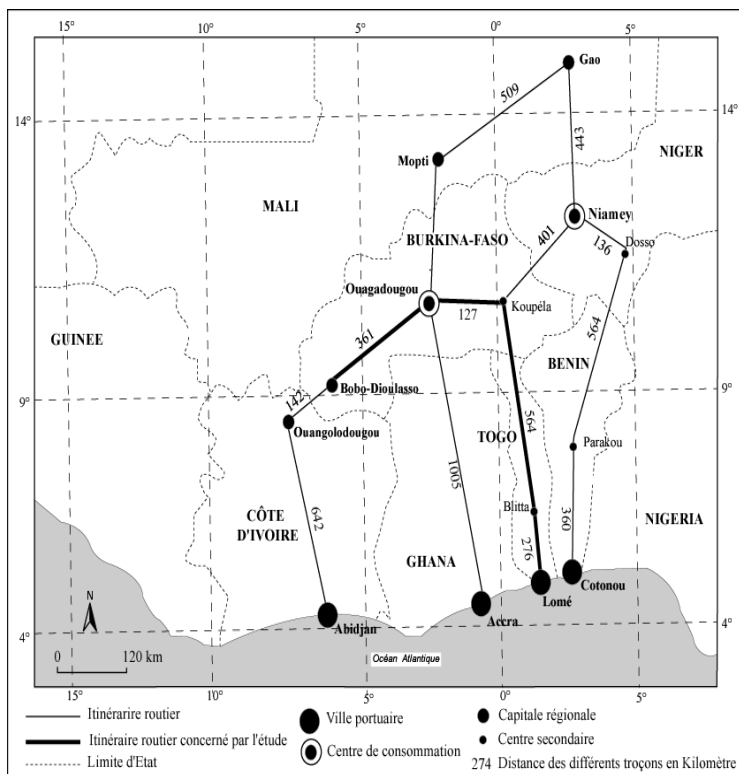 15° 10° 5° 0° 5°
Gao
509
14° 14°
443
NIGER
Mopti
MALI
Niamey
BURKINA-FASO
401
136
Dosso
Ouagadougou
127
Koupéla
GUINEE
361
564
BENIN
9° 9°
142
Bobo-Dioulasso
Ouangolodougou
TOGO
564
Parakou
1005
642
CÔTE
D'IVOIRE
Blitta
360
NIGERIA
GHANA
276
Cotonou
Lomé
N
Accra
Abidjan
4° 4°
0 120 km
Océan Atlantique
15° 10° 5° 0° 5°
Itinérarire routier
Itinéraire routier concerné par l'étude
Limite d'Etat
Ville portuaire
Centre de consommation
Capitale régionale
Centre secondaire
274 Distance des différents troçons en Kilomètre